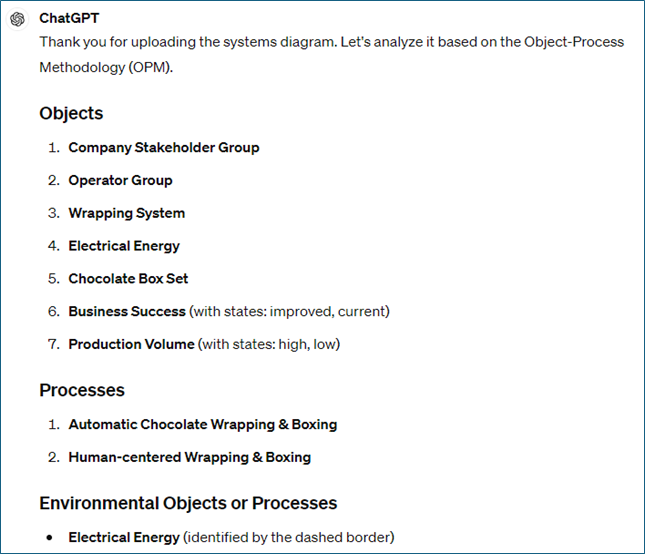 ChatGPT
Thank you for uploading the systems diagram. Let's analyze it based on the Object-Process
Methodology (OPM).
Objects
1. Company Stakeholder Group
2. Operator Group
3. Wrapping System
4. Electrical Energy
5. Chocolate Box Set
6. Business Success (with states: improved, current)
7. Production Volume (with states: high, low)
Processes
1. Automatic Chocolate Wrapping & Boxing
2. Human-centered Wrapping & Boxing
Environmental Objects or Processes
• Electrical Energy (identified by the dashed border)